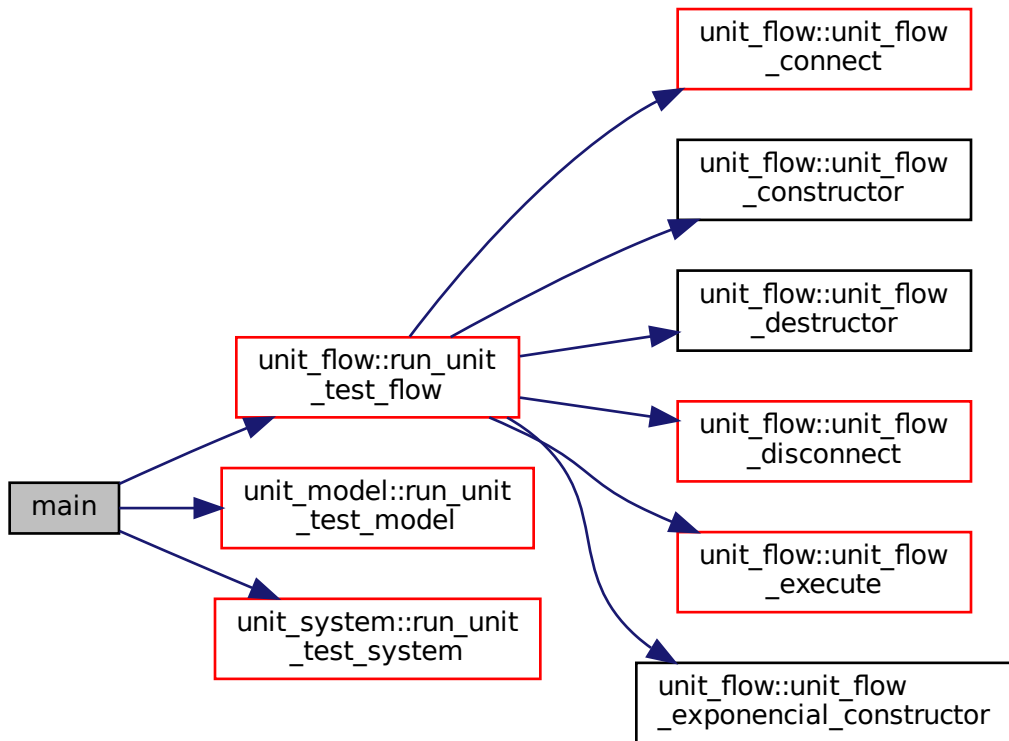 unit_flow::unit_flow
_connect
unit_flow::unit_flow
_constructor
unit_flow::unit_flow
_destructor
unit_flow::run_unit
_test_flow
unit_flow::unit_flow
_disconnect
main
unit_model::run_unit
_test_model
unit_flow::unit_flow
_execute
unit_system::run_unit
_test_system
unit_flow::unit_flow
_exponencial_constructor